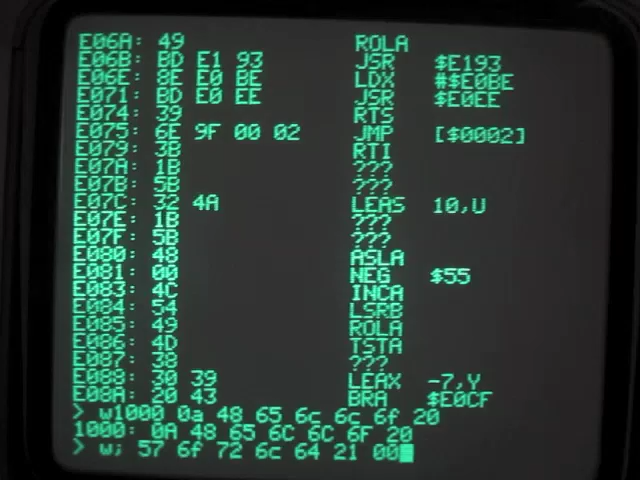 E06A: 49 ROLA
E06B: BD E1 93 JSR $E193
E06E: 8E E0 BE LDX #$E0BE
E071: BD E0 EE JSR $E0EE
E074: 39 RTS
E075: 6E 9F 00 02 JMP [$0002]
E079: 3B RTI
E07A: 1B ???
E07B: 5B ???
E07C: 32 4A LEAS 10,U
E07E: 1B ???
E07F: 5B ???
E080: 48 ASLA
E081: 00 NEG $55
E083: 4C INCA
E084: 54 LSRB
E085: 49 ROLA
E086: 4D TSTA
E087: 38 ???
E088: 30 39 LEAX -7,Y
E08A: 20 43 BRA $E0CF
> w1000 0a 48 65 6c 6c 6f 20
1000: 0A 48 65 6C 6C 6F 20
> w; 57 6f 72 6c 64 21 00